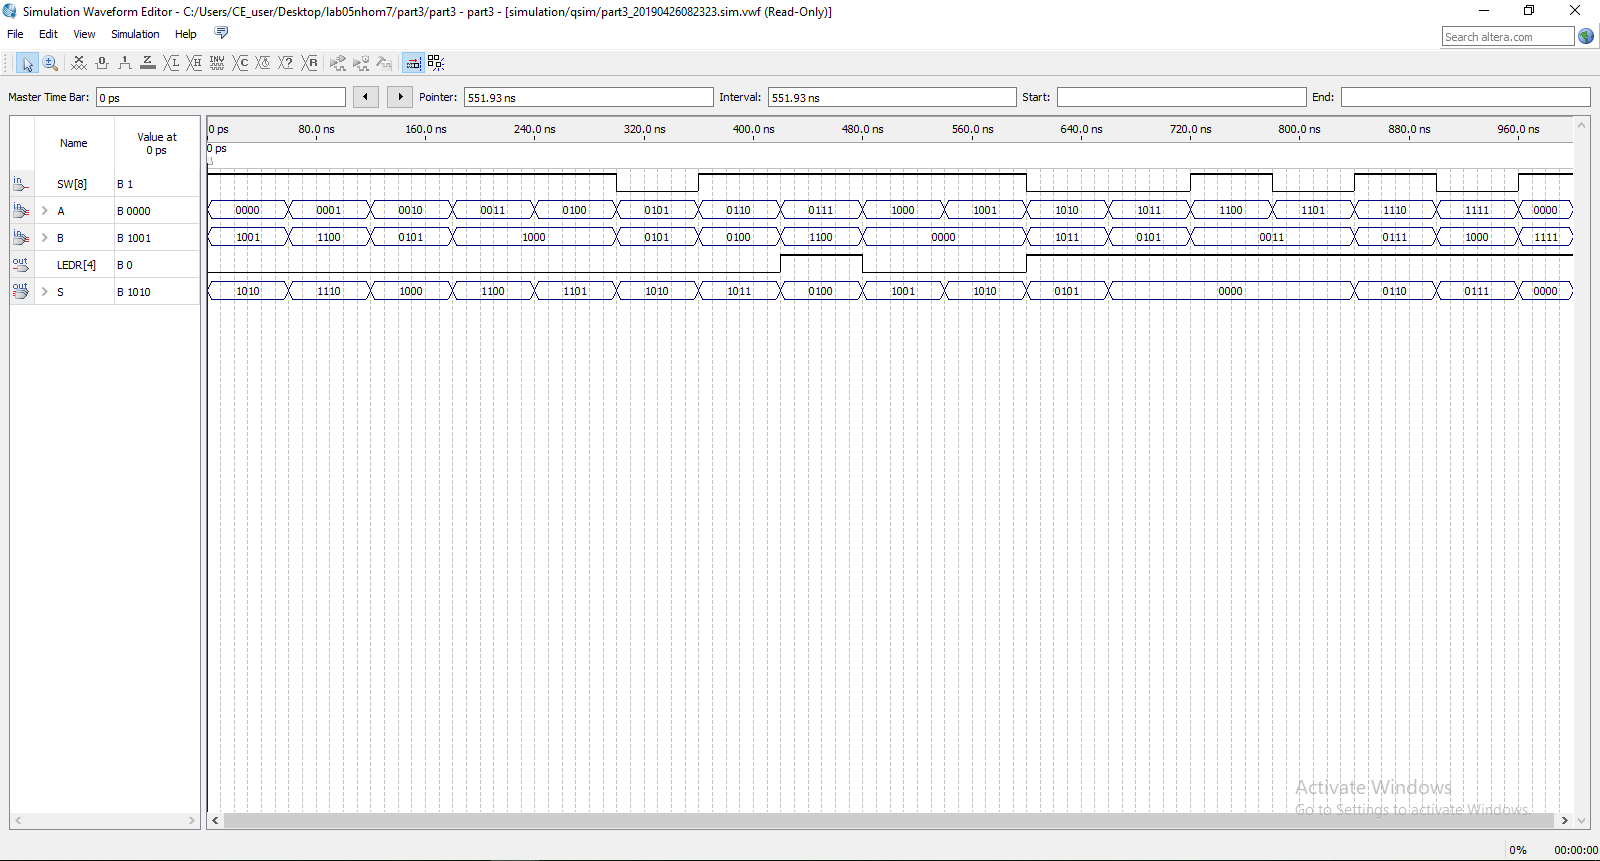 Simulation Waveform Editor - C:/Users/CE_user/Desktop/lab05nhom7/part3/part3 - part3 - [simulation/qsim/part3_20190426082323.sim.vwf (Read-Only)]
File Edit View Simulation Help
Search altera.com
Master Time Bar: 0 ps Pointer: 551.93 ns Interval: 551.93 ns Start: End:
Name Value at 0 ps
0 ps 80.0 ns 160.0 ns 240.0 ns 320.0 ns 400.0 ns 480.0 ns 560.0 ns 640.0 ns 720.0 ns 800.0 ns 880.0 ns 960.0 ns
0 ps
in SW[8] B 1
in A B 0000 0000 0001 0010 0011 0100 0101 0110 0111 1000 1001 1010 1011 1100 1101 1110 1111 0000
in B B 1001 1001 1100 0101 1000 0101 0100 1100 0000 1011 0101 0011 0111 1000 1111
out LEDR[4] B 0
out S B 1010 1010 1110 1000 1100 1101 1010 1011 0100 1001 1010 0101 0000 0110 0111 0000
Activate Windows
Go to Settings to activate Windows.
0% 00:00:00